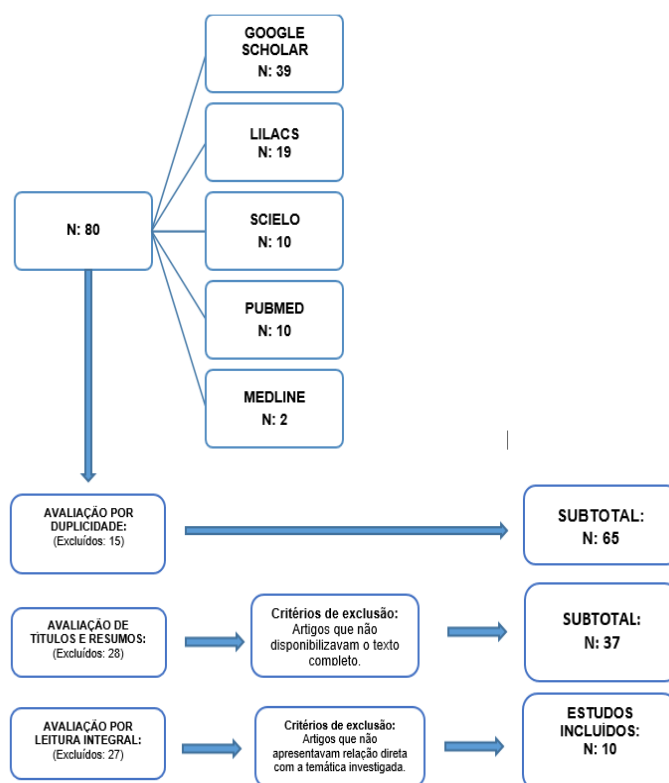 GOOGLE
SCHOLAR
N: 39
LILACS
N: 19
SCIELO
N: 10
PUBMED
N: 10
MEDLINE
N: 2
N: 80
AVALIAÇÃO POR
DUPLICIDADE:
(Excluídos: 15)
SUBTOTAL:
N: 65
AVALIAÇÃO DE
TÍTULOS E RESUMOS:
(Excluídos: 28)
Critérios de exclusão:
Artigos que não
disponibilizavam o texto
completo.
SUBTOTAL:
N: 37
AVALIAÇÃO POR
LEITURA INTEGRAL:
(Excluídos: 27)
Critérios de exclusão:
Artigos que não
apresentavam relação direta
com a temática investigada.
ESTUDOS
INCLUÍDOS:
N: 10